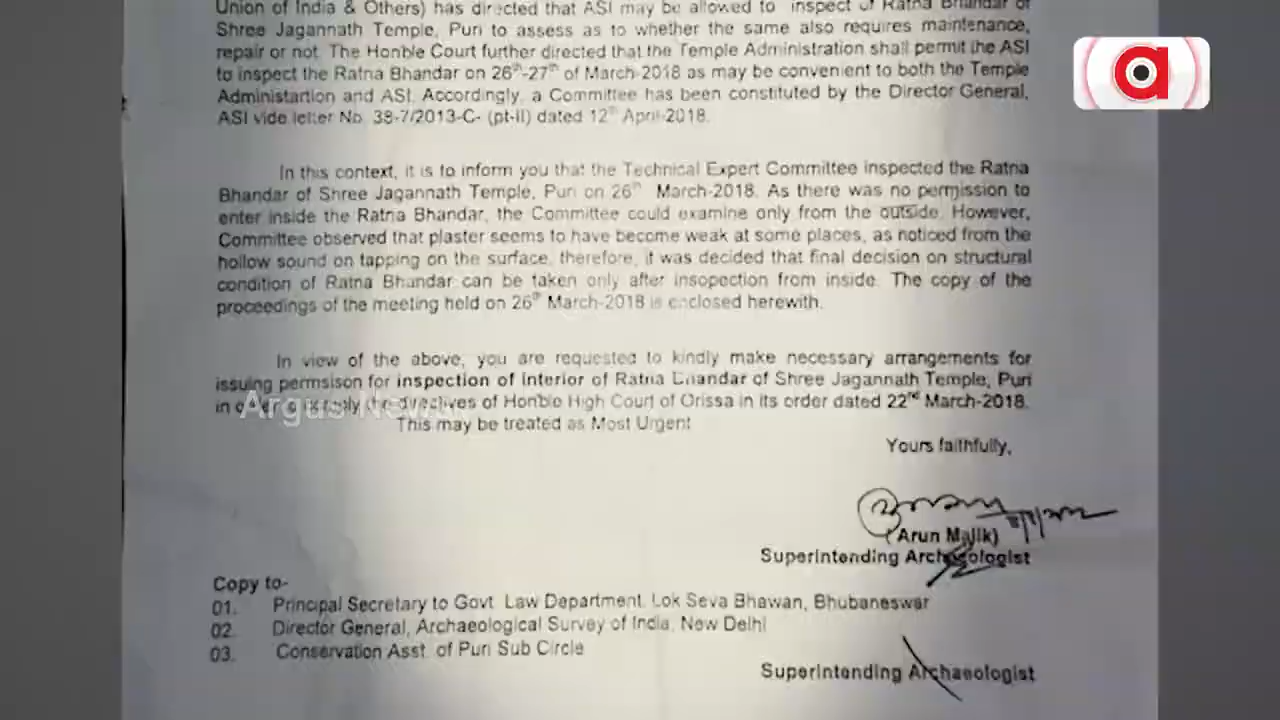 Union of India & Others) has directed that ASI may be allowed to inspect of Ratna Bhandar of
Shree Jagannath Temple, Puri to assess as to whether the same also requires maintenance,
repair or not. The Hon'ble Court further directed that the Temple Administration shall permit the ASI
to inspect the Ratna Bhandar on 26th-27th of March-2018 as may be convenient to both the Temple
Administartion and ASI. Accordingly, a Committee has been constituted by the Director General,
ASI vide letter No. 38-7/2013-C- (pt-II) dated 12th April-2018.
In this context, it is to inform you that the Technical Expert Committee inspected the Ratna
Bhandar of Shree Jagannath Temple, Puri on 26th March-2018. As there was no permission to
enter inside the Ratna Bhandar, the Committee could examine only from the outside. However,
Committee observed that plaster seems to have become weak at some places, as noticed from the
hollow sound on tapping on the surface, therefore, it was decided that final decision on structural
condition of Ratna Bhandar can be taken only after insopection from inside. The copy of the
proceedings of the meeting held on 26th March-2018 is enclosed herewith.
In view of the above, you are requested to kindly make necessary arrangements for
issuing permsison for inspection of Interior of Ratna Bhandar of Shree Jagannath Temple, Puri
in directives of Hon'ble High Court of Orissa in its order dated 22nd March-2018.
Argus News
This may be treated as Most Urgent
Yours faithfully,
(Arun Malik)
Superintending Archaeologist
Copy to-
01. Principal Secretary to Govt. Law Department, Lok Seva Bhawan, Bhubaneswar
02. Director General, Archaeological Survey of India, New Delhi
03. Conservation Asst. of Puri Sub Circle
Superintending Archaeologist
a